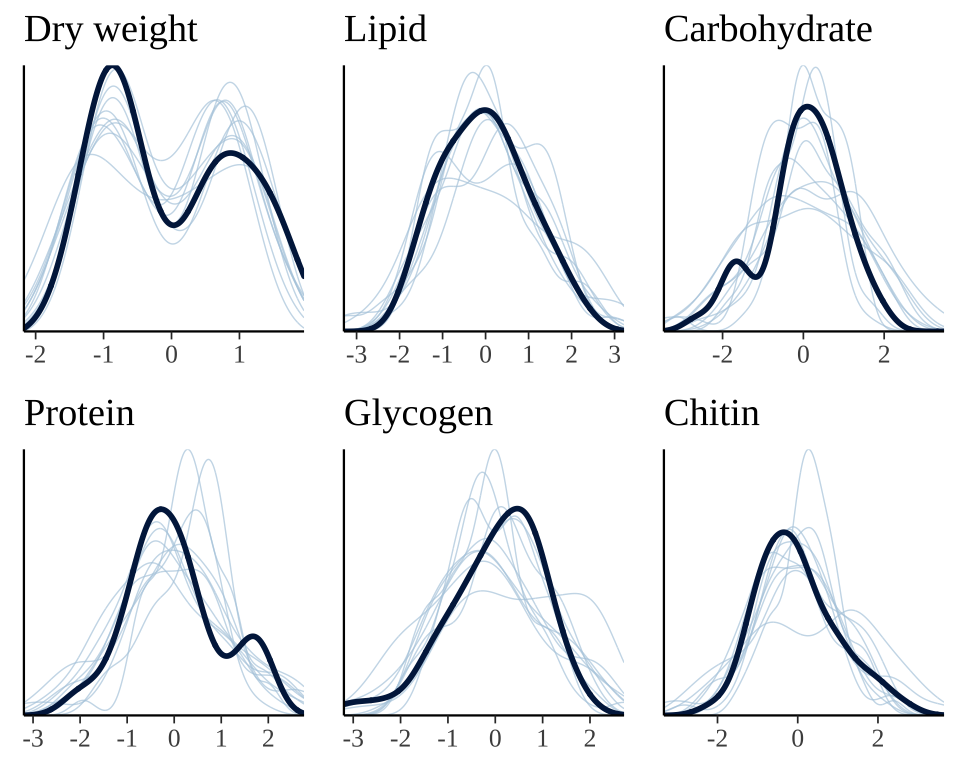 Dry weight
Lipid
Carbohydrate
-2 -1 0 1
-3 -2 -1 0 1 2 3
-2 0 2
Protein
Glycogen
Chitin
-3 -2 -1 0 1 2
-3 -2 -1 0 1 2
-2 0 2